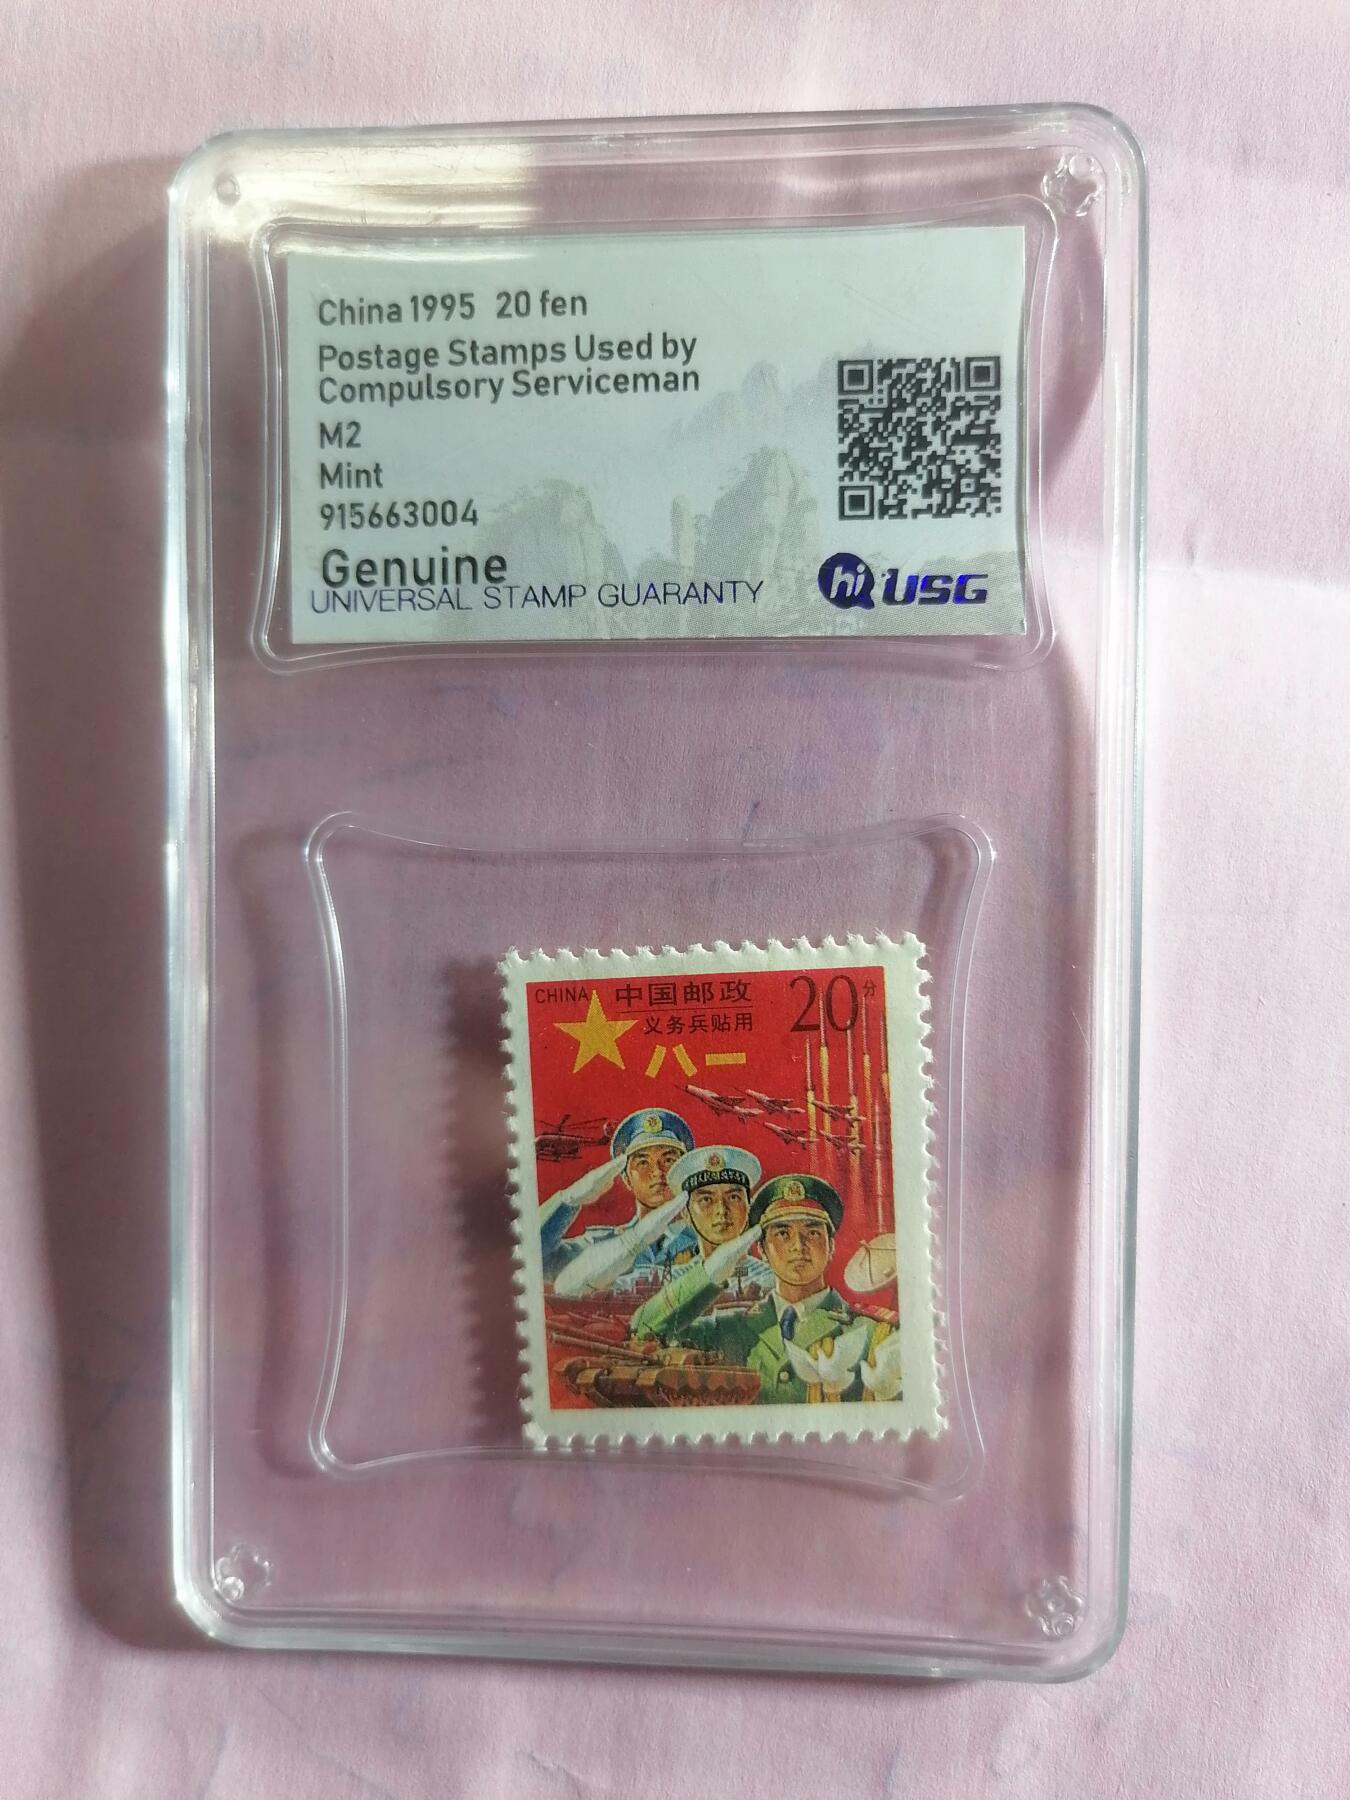 China 1995 20 fen
Postage Stamps Used by
Compulsory Serviceman
M2
Mint
915663004
Genuine
UNIVERSAL STAMP GUARANTY
hi USG
CHINA 中国邮政 20分
义务兵贴用
八一